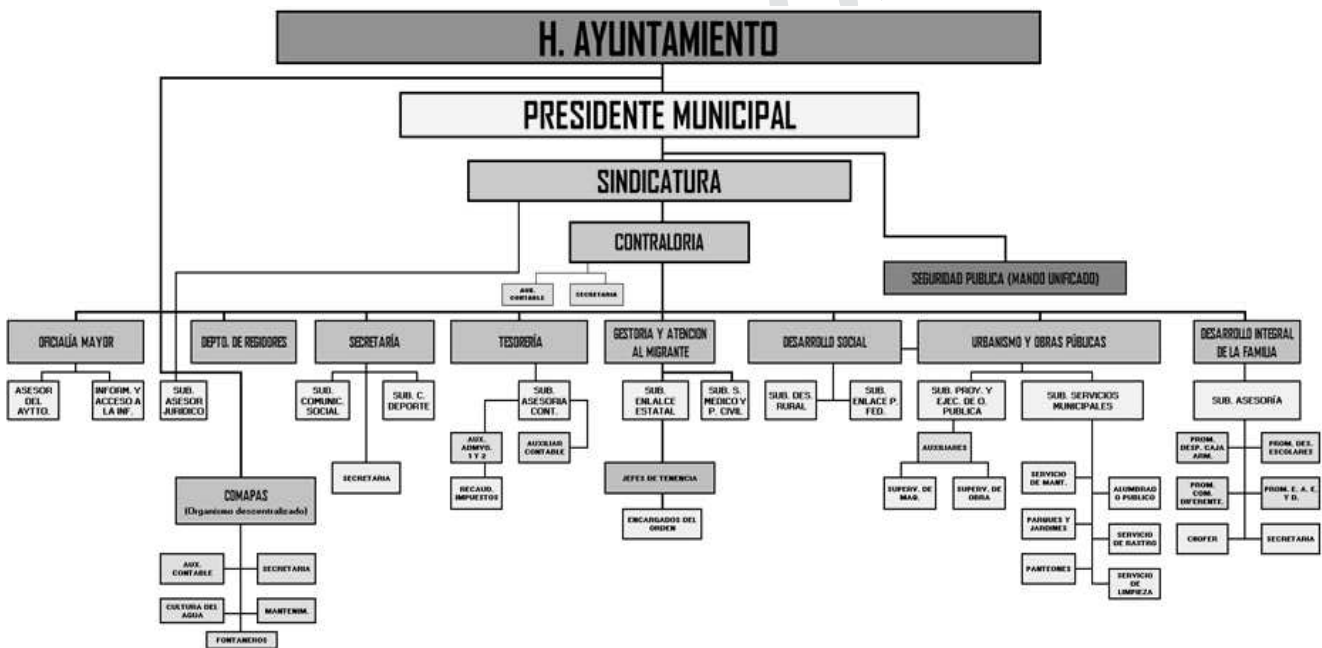 H. AYUNTAMIENTO
PRESIDENTE MUNICIPAL
SINDICATURA
CONTRALORIA
SEGURIDAD PUBLICA (MANDO UNIFICADO)
AUX.
CONTABLE
SECRETARIA
OFICIALÍA MAYOR
DEPTO. DE REGIDORES
SECRETARÍA
TESORERÍA
GESTORIA Y ATENCION
AL MIGRANTE
DESARROLLO SOCIAL
URBANISMO Y OBRAS PÚBLICAS
DESARROLLO INTEGRAL
DE LA FAMILIA
ASESOR
DEL
AYTTO.
INFORM. Y
ACCESO A
LA INF.
SUB.
ASESOR
JURIDICO
SUB.
COMUNIC.
SOCIAL
SUB. C.
DEPORTE
SUB.
ASESORIA
CONT.
SUB.
ENLALCE
ESTATAL
SUB. S.
MEDICO Y
P. CIVIL
SUB. DES.
RURAL
SUB.
ENLACE P.
FED.
SUB. PROY. Y
EJEC. DE O.
PUBLICA
SUB. SERVICIOS
MUNICIPALES
SUB. ASESORÍA
AUX.
ADMVO.
1 Y 2
AUXILIAR
CONTABLE
AUXILIARES
PROM.
DESP. CAJA
ARM.
PROM. DES.
ESCOLARES
SECRETARIA
RECAUD.
IMPUESTOS
JEFES DE TENENCIA
SUPERV. DE
MAQ.
SUPERV. DE
OBRA
SERVICIO
DE MANT.
ALUMBRAD
O PUBLICO
PROM.
COM.
DIFERENTE.
PROM. E. A. E.
Y D.
COMAPAS
(Organismo descentralizado)
ENCARGADOS DEL
ORDEN
PARQUES Y
JARDINES
SERVICIO
DE RASTRO
CHOFER
SECRETARIA
AUX.
CONTABLE
SECRETARIA
PANTEONES
SERVICIO
DE
LIMPIEZA
CULTURA DEL
AGUA
MANTENIM.
FONTANEROS